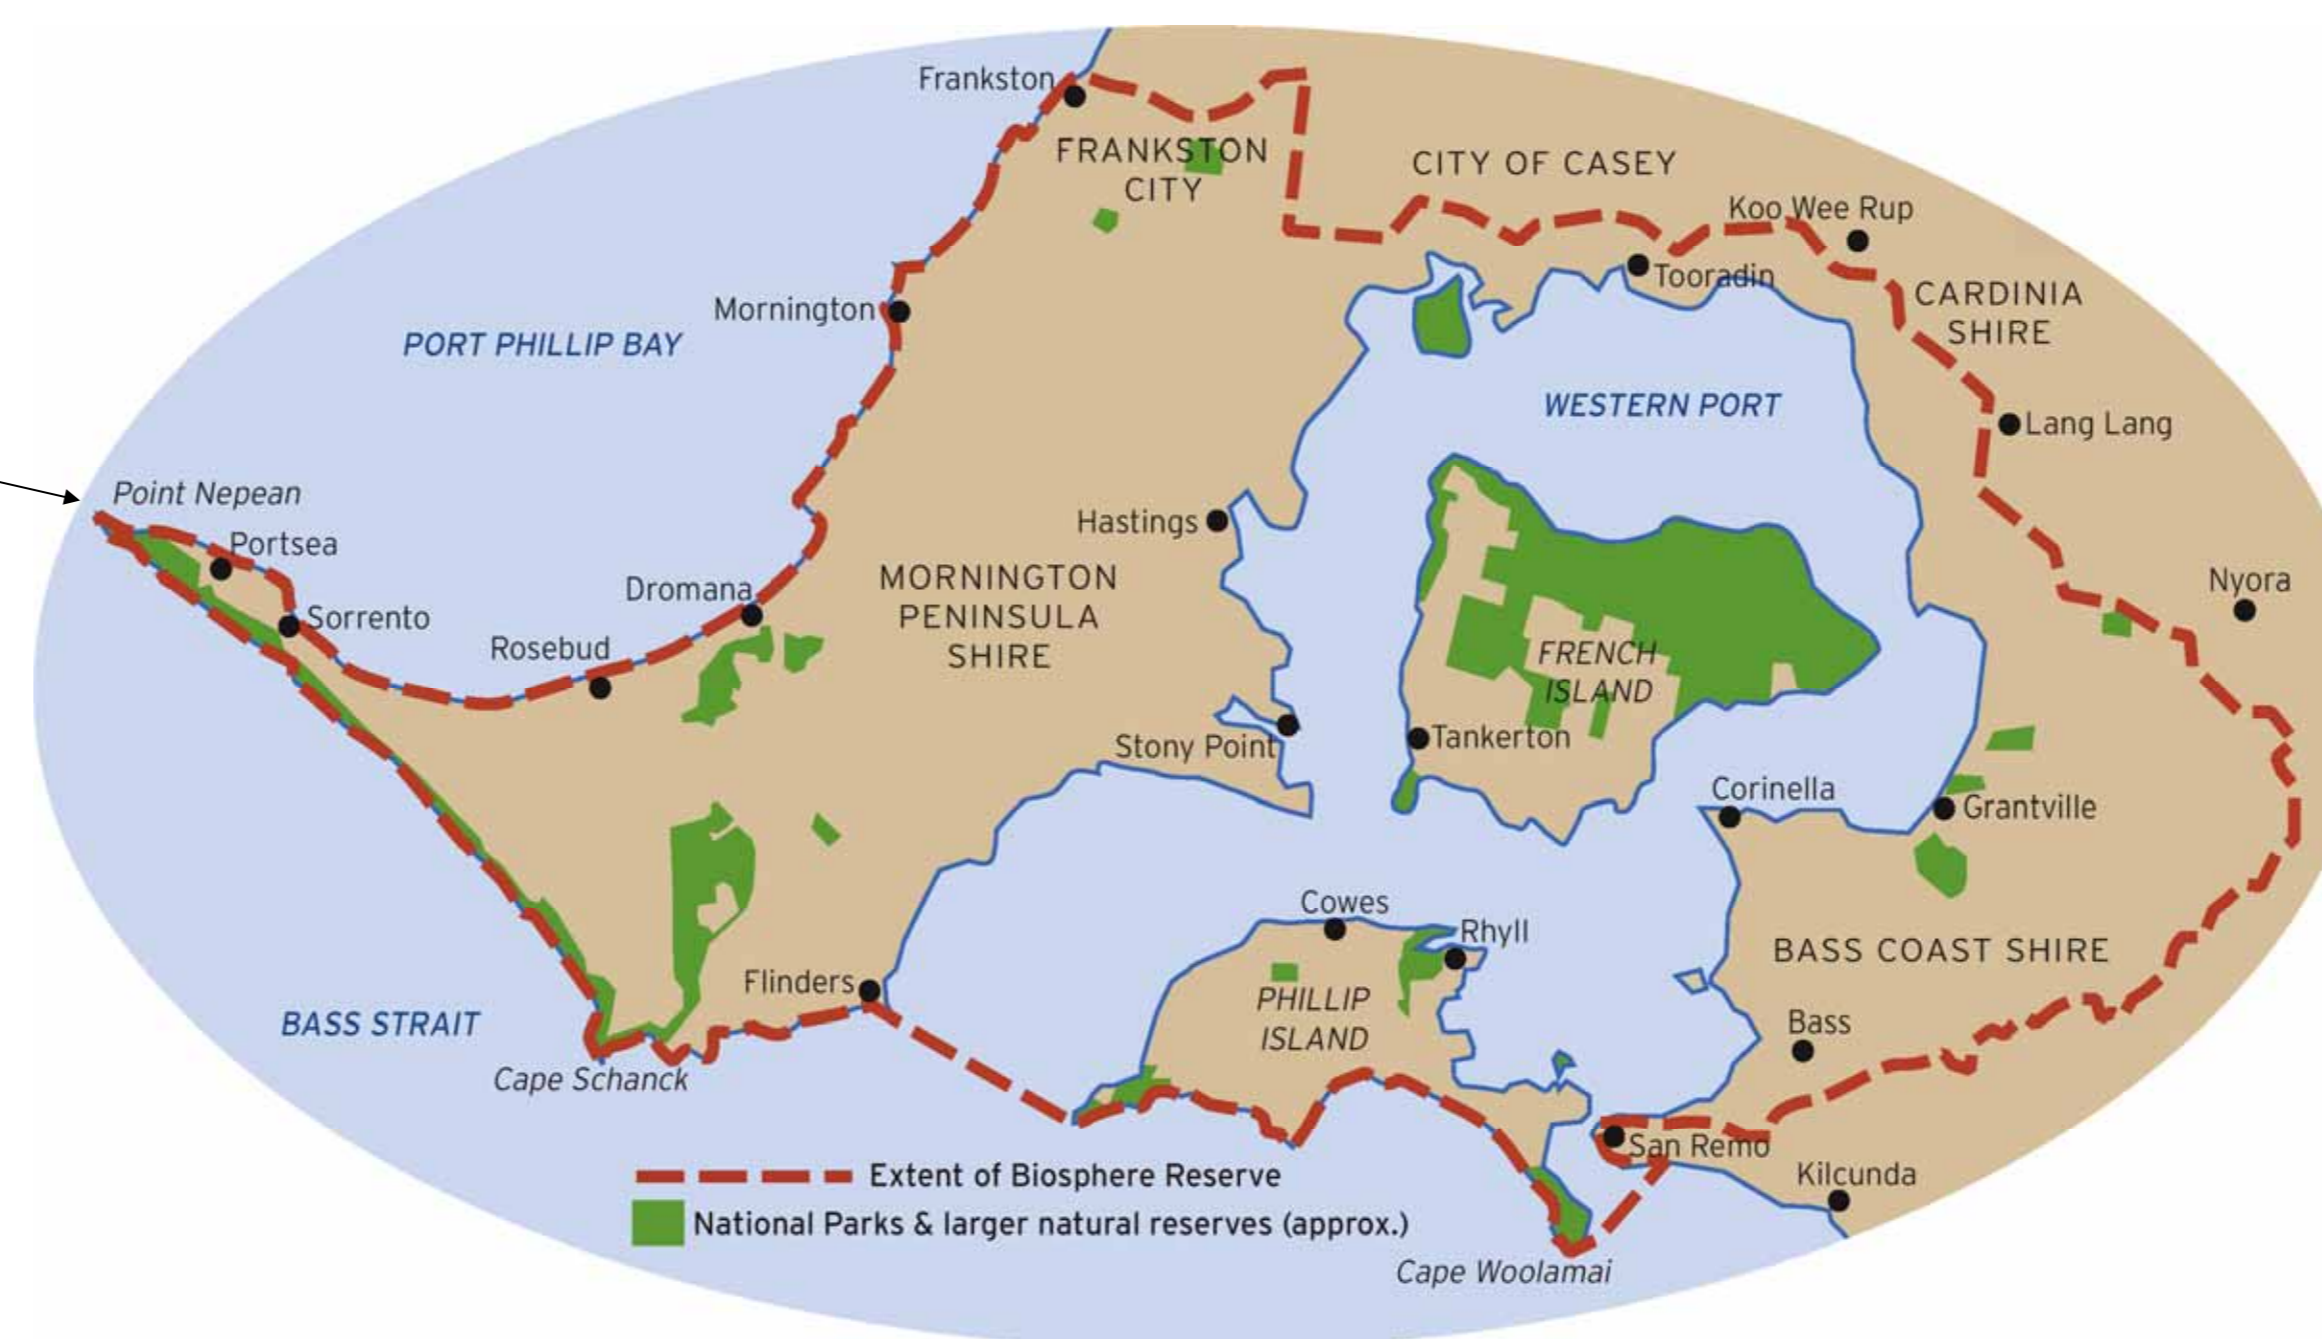 Frankston
FRANKSTON
CITY
CITY OF CASEY
Koo Wee Rup
Tooradin
CARDINIA
SHIRE
Mornington
PORT PHILLIP BAY
WESTERN PORT
Lang Lang
Point Nepean
Portsea
Hastings
Dromana
MORNINGTON
PENINSULA
SHIRE
Nyora
Sorrento
Rosebud
FRENCH
ISLAND
Stony Point
Tankerton
Corinella
Grantville
Cowes
Rhyll
BASS COAST SHIRE
Flinders
PHILLIP
ISLAND
BASS STRAIT
Bass
Cape Schanck
San Remo
Kilcunda
Extent of Biosphere Reserve
National Parks & larger natural reserves (approx.)
Cape Woolamai